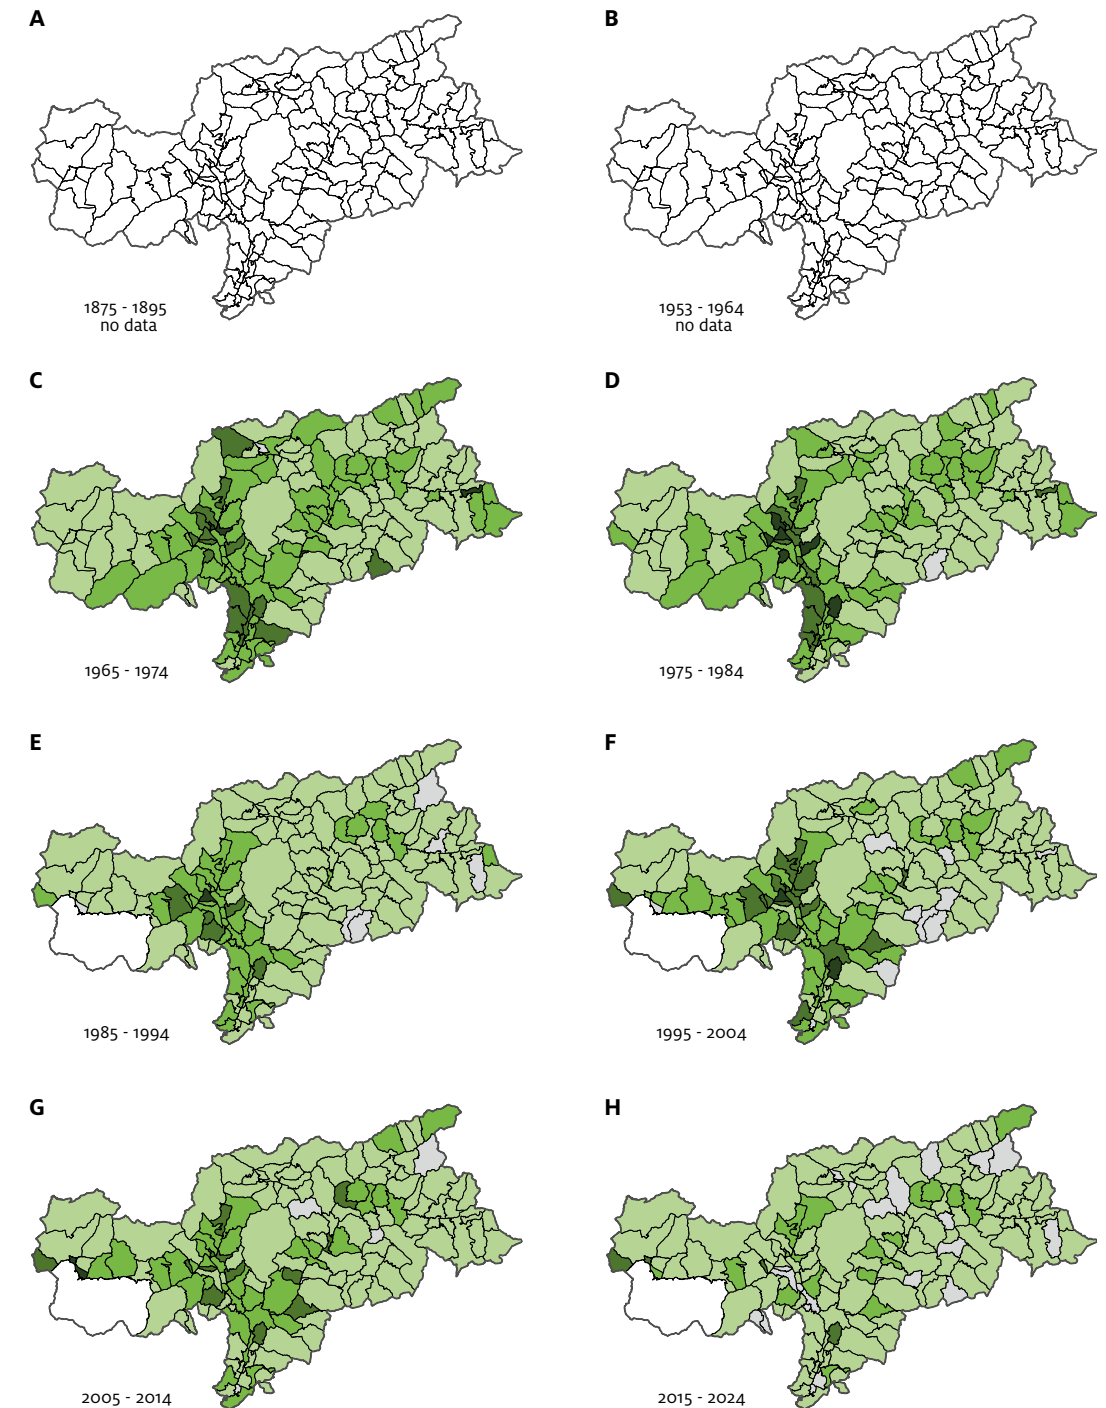 A
B
1875 - 1895
no data
1953 - 1964
no data
C
D
1965 - 1974
1975 - 1984
E
F
1985 - 1994
1995 - 2004
G
H
2005 - 2014
2015 - 2024